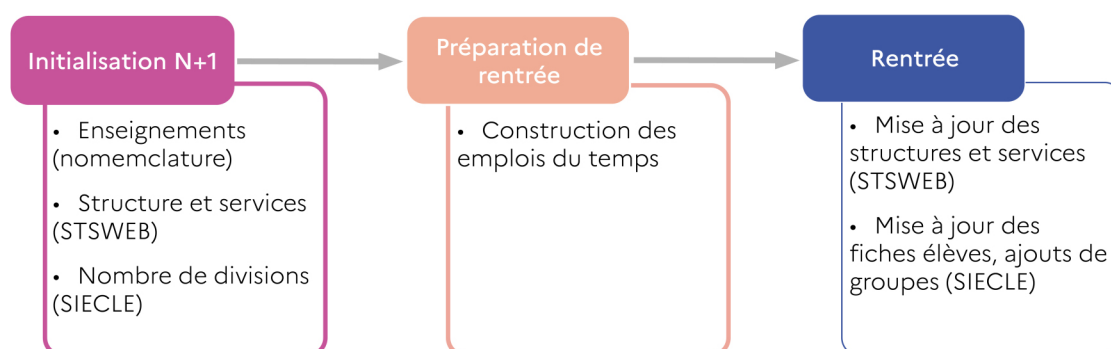 Initialisation N+1
• Enseignements
(nomemclature)
• Structure et services
(STSWEB)
• Nombre de divisions
(SIECLE)
Préparation de
rentrée
• Construction des
emplois du temps
Rentrée
• Mise à jour des
structures et services
(STSWEB)
• Mise à jour des
fiches élèves, ajouts de
groupes (SIECLE)